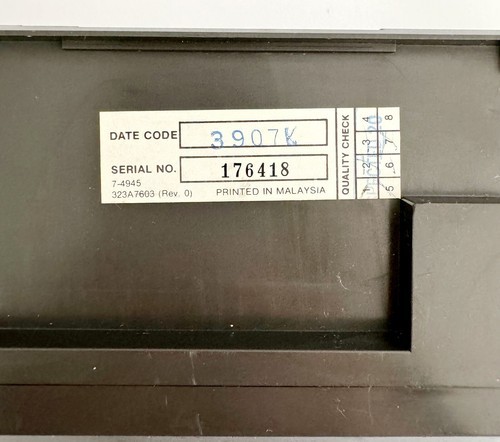 DATE CODE 3907K
SERIAL NO. 176418
7-4945
323A7603 (Rev. 0) PRINTED IN MALAYSIA
QUALITY CHECK
1 2 3 4
5 6 7 8